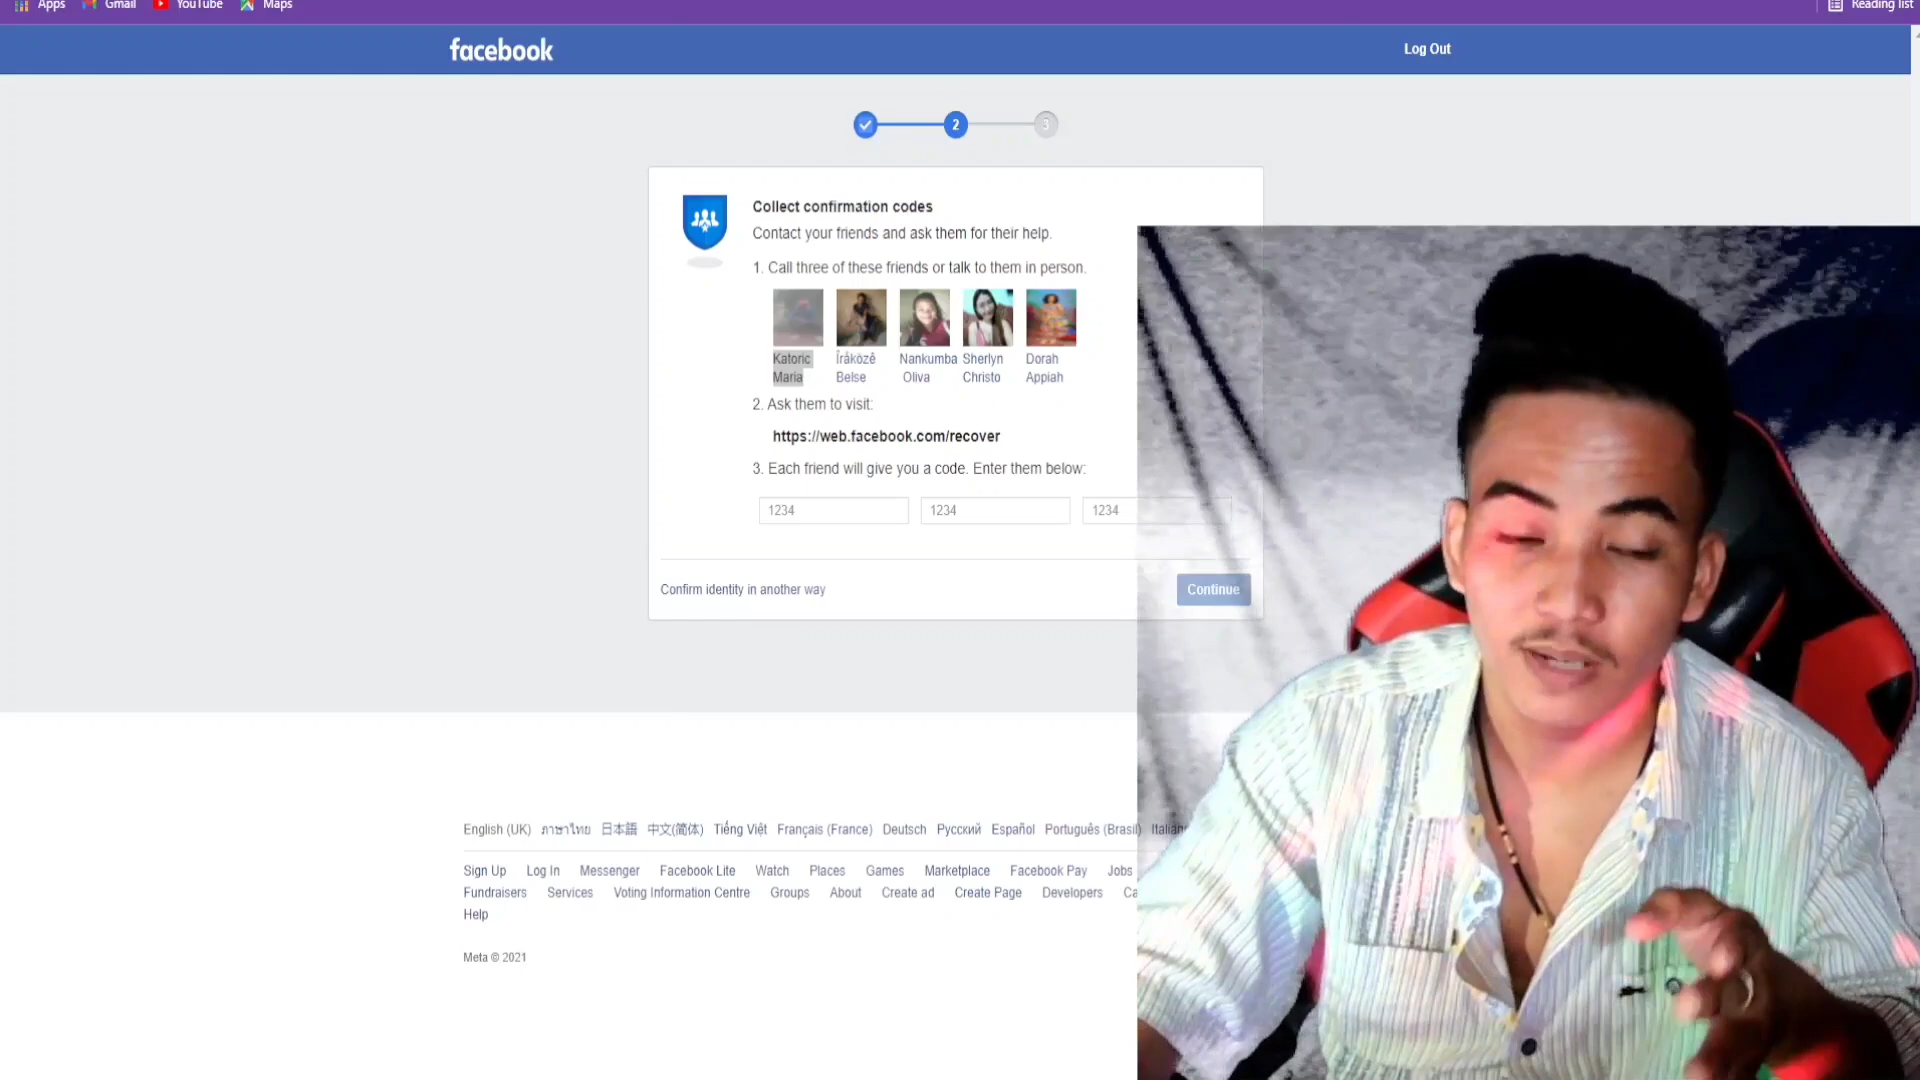 Apps Gmail YouTube Maps Reading list
facebook Log Out
2 3
Collect confirmation codes
Contact your friends and ask them for their help.
1. Call three of these friends or talk to them in person.
Katoric Îråközê Nankumba Sherlyn Dorah
Maria Belse Oliva Christo Appiah
2. Ask them to visit:
https://web.facebook.com/recover
3. Each friend will give you a code. Enter them below:
1234 1234 1234
Confirm identity in another way Continue
English (UK) ภาษาไทย 日本語 中文(简体) Tiếng Việt Français (France) Deutsch Русский Español Português (Brasil) Italiano
Sign Up Log In Messenger Facebook Lite Watch Places Games Marketplace Facebook Pay Jobs
Fundraisers Services Voting Information Centre Groups About Create ad Create Page Developers Ca
Help
Meta © 2021